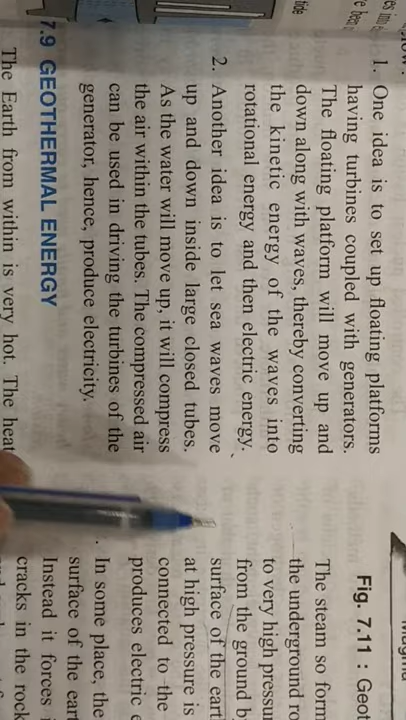 1. One idea is to set up floating platforms
having turbines coupled with generators.
The floating platform will move up and
down along with waves, thereby converting
the kinetic energy of the waves into
rotational energy and then electric energy.
2. Another idea is to let sea waves move
up and down inside large closed tubes.
As the water will move up, it will compress
the air within the tubes. The compressed air
can be used in driving the turbines of the
generator, hence, produce electricity.
7.9 GEOTHERMAL ENERGY
The Earth from within is very hot. The heat
tide
Fig. 7.11 : Geot
The steam so form
the underground ro
to very high pressu
from the ground b
surface of the eart
at high pressure is
connected to the
produces electric e
In some place, the
surface of the eart
Instead it forces i
cracks in the rock